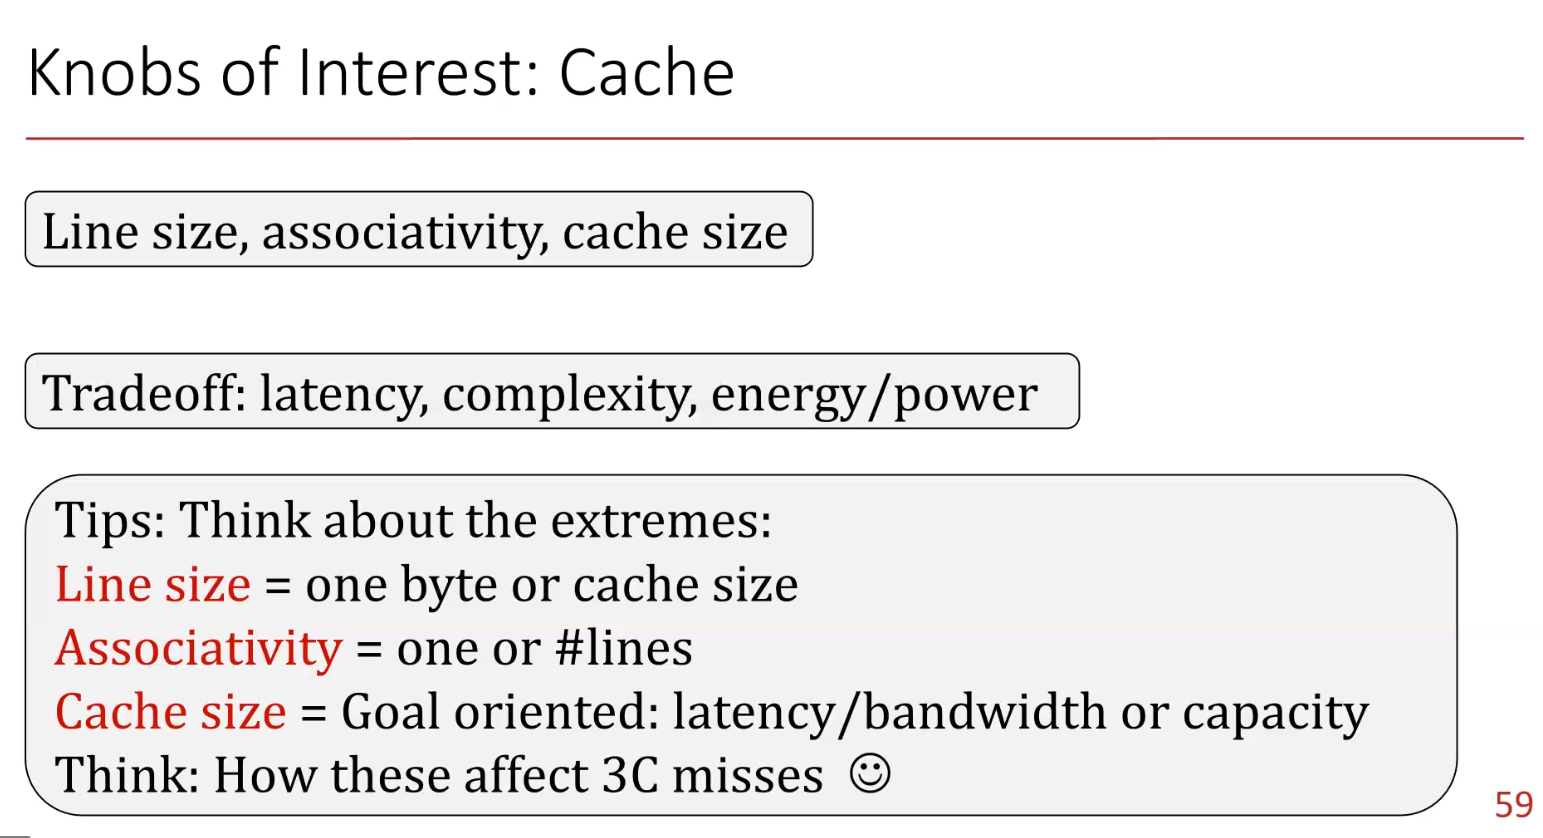 Knobs of Interest: Cache
Line size, associativity, cache size
Tradeoff: latency, complexity, energy/power
Tips: Think about the extremes:
Line size = one byte or cache size
Associativity = one or #lines
Cache size = Goal oriented: latency/bandwidth or capacity
Think: How these affect 3C misses ☺
59